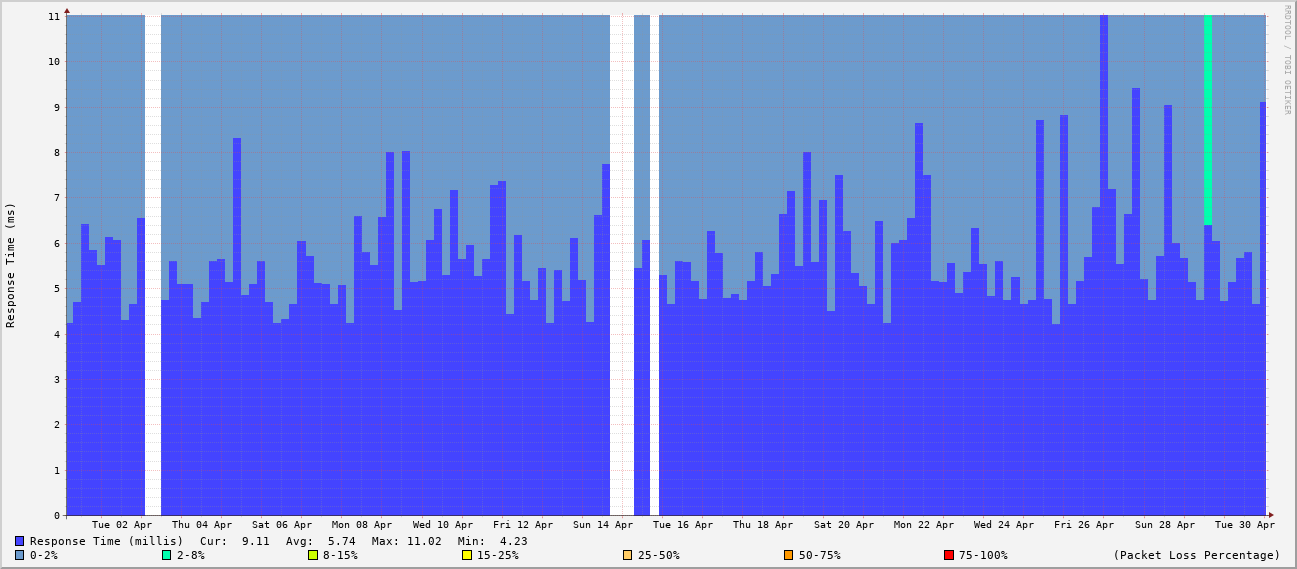 11
10
9
8
7
6
5
4
3
2
1
0
Response Time (ms)
RRDTOOL / TOBI OETIKER
Tue 02 Apr Thu 04 Apr Sat 06 Apr Mon 08 Apr Wed 10 Apr Fri 12 Apr Sun 14 Apr Tue 16 Apr Thu 18 Apr Sat 20 Apr Mon 22 Apr Wed 24 Apr Fri 26 Apr Sun 28 Apr Tue 30 Apr
Response Time (millis) Cur: 9.11 Avg: 5.74 Max: 11.02 Min: 4.23
0-2% 2-8% 8-15% 15-25% 25-50% 50-75% 75-100% (Packet Loss Percentage)